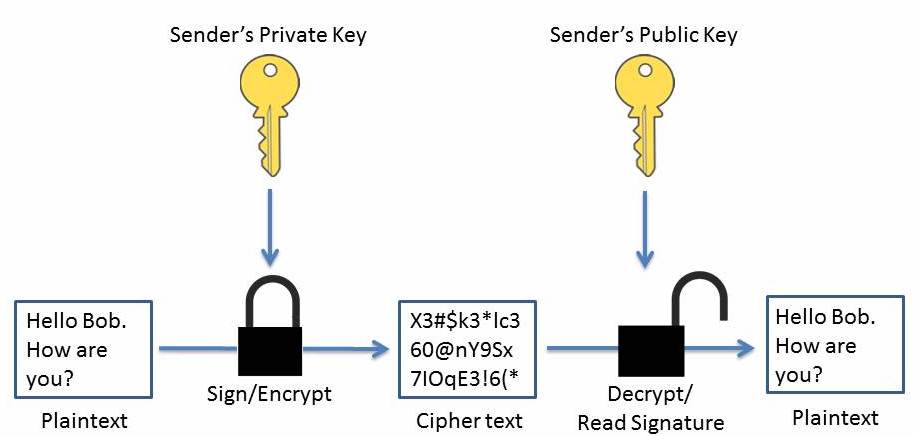 Sender’s Private Key
Sender’s Public Key
Hello Bob.
How are
you?
Plaintext
Sign/Encrypt
X3#$k3*lc3
60@nY9Sx
7IOqE3!6(*
Cipher text
Decrypt/
Read Signature
Hello Bob.
How are
you?
Plaintext